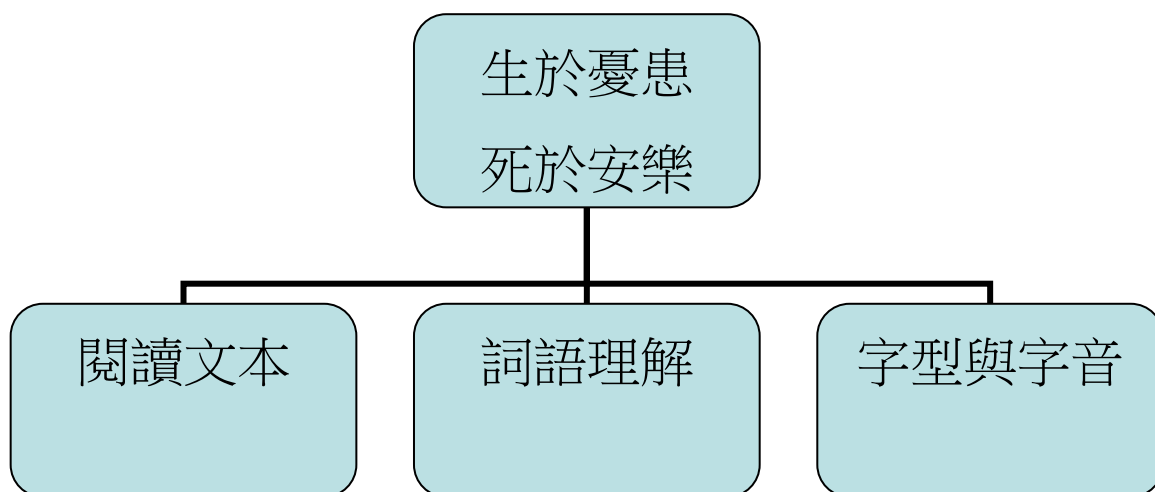 生於憂患
死於安樂
閱讀文本
詞語理解
字型與字音